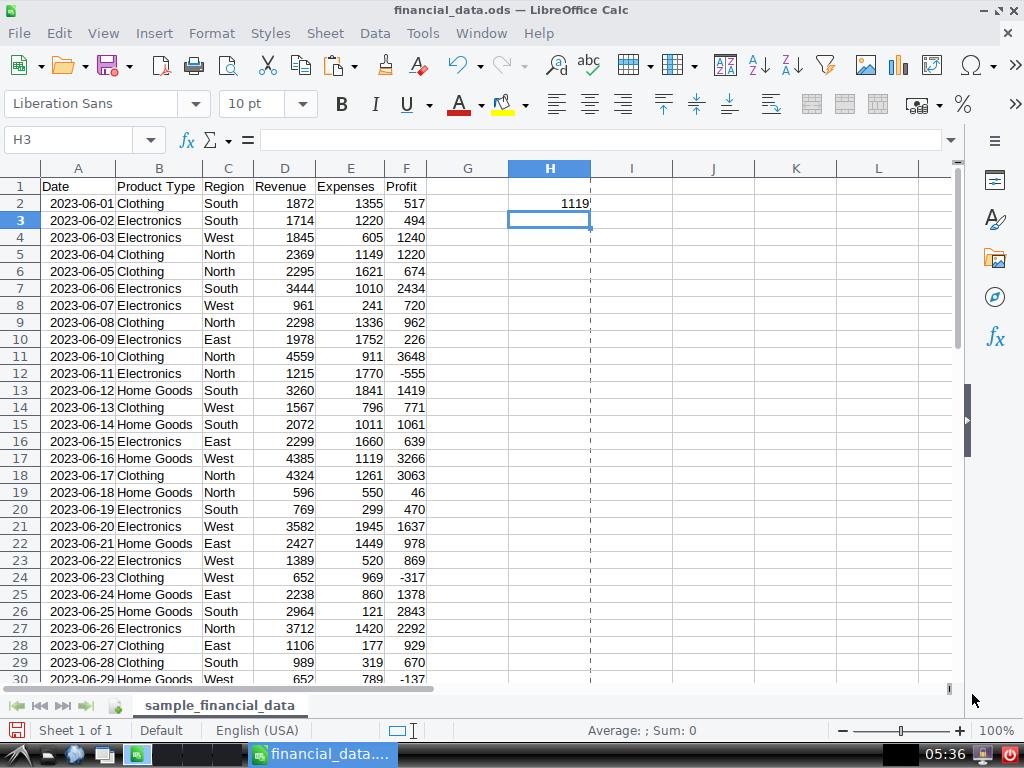 financial_data.ods — LibreOffice Calc
File Edit View Insert Format Styles Sheet Data Tools Window Help
Liberation Sans 10 pt B I U A %
H3 fx Σ =
A B C D E F G H I J K L
1 Date Product Type Region Revenue Expenses Profit
2 2023-06-01 Clothing South 1872 1355 517 1119
3 2023-06-02 Electronics South 1714 1220 494
4 2023-06-03 Electronics West 1845 605 1240
5 2023-06-04 Clothing North 2369 1149 1220
6 2023-06-05 Clothing North 2295 1621 674
7 2023-06-06 Electronics South 3444 1010 2434
8 2023-06-07 Electronics West 961 241 720
9 2023-06-08 Clothing North 2298 1336 962
10 2023-06-09 Electronics East 1978 1752 226
11 2023-06-10 Clothing North 4559 911 3648
12 2023-06-11 Electronics North 1215 1770 -555
13 2023-06-12 Home Goods South 3260 1841 1419
14 2023-06-13 Clothing West 1567 796 771
15 2023-06-14 Home Goods South 2072 1011 1061
16 2023-06-15 Electronics East 2299 1660 639
17 2023-06-16 Home Goods West 4385 1119 3266
18 2023-06-17 Clothing North 4324 1261 3063
19 2023-06-18 Home Goods North 596 550 46
20 2023-06-19 Electronics South 769 299 470
21 2023-06-20 Electronics West 3582 1945 1637
22 2023-06-21 Home Goods East 2427 1449 978
23 2023-06-22 Electronics West 1389 520 869
24 2023-06-23 Clothing West 652 969 -317
25 2023-06-24 Home Goods East 2238 860 1378
26 2023-06-25 Home Goods South 2964 121 2843
27 2023-06-26 Electronics North 3712 1420 2292
28 2023-06-27 Clothing East 1106 177 929
29 2023-06-28 Clothing South 989 319 670
30 2023-06-29 Home Goods West 652 789 -137
sample_financial_data
Sheet 1 of 1 Default English (USA) Average: ; Sum: 0 100%
financial_data.... 05:36